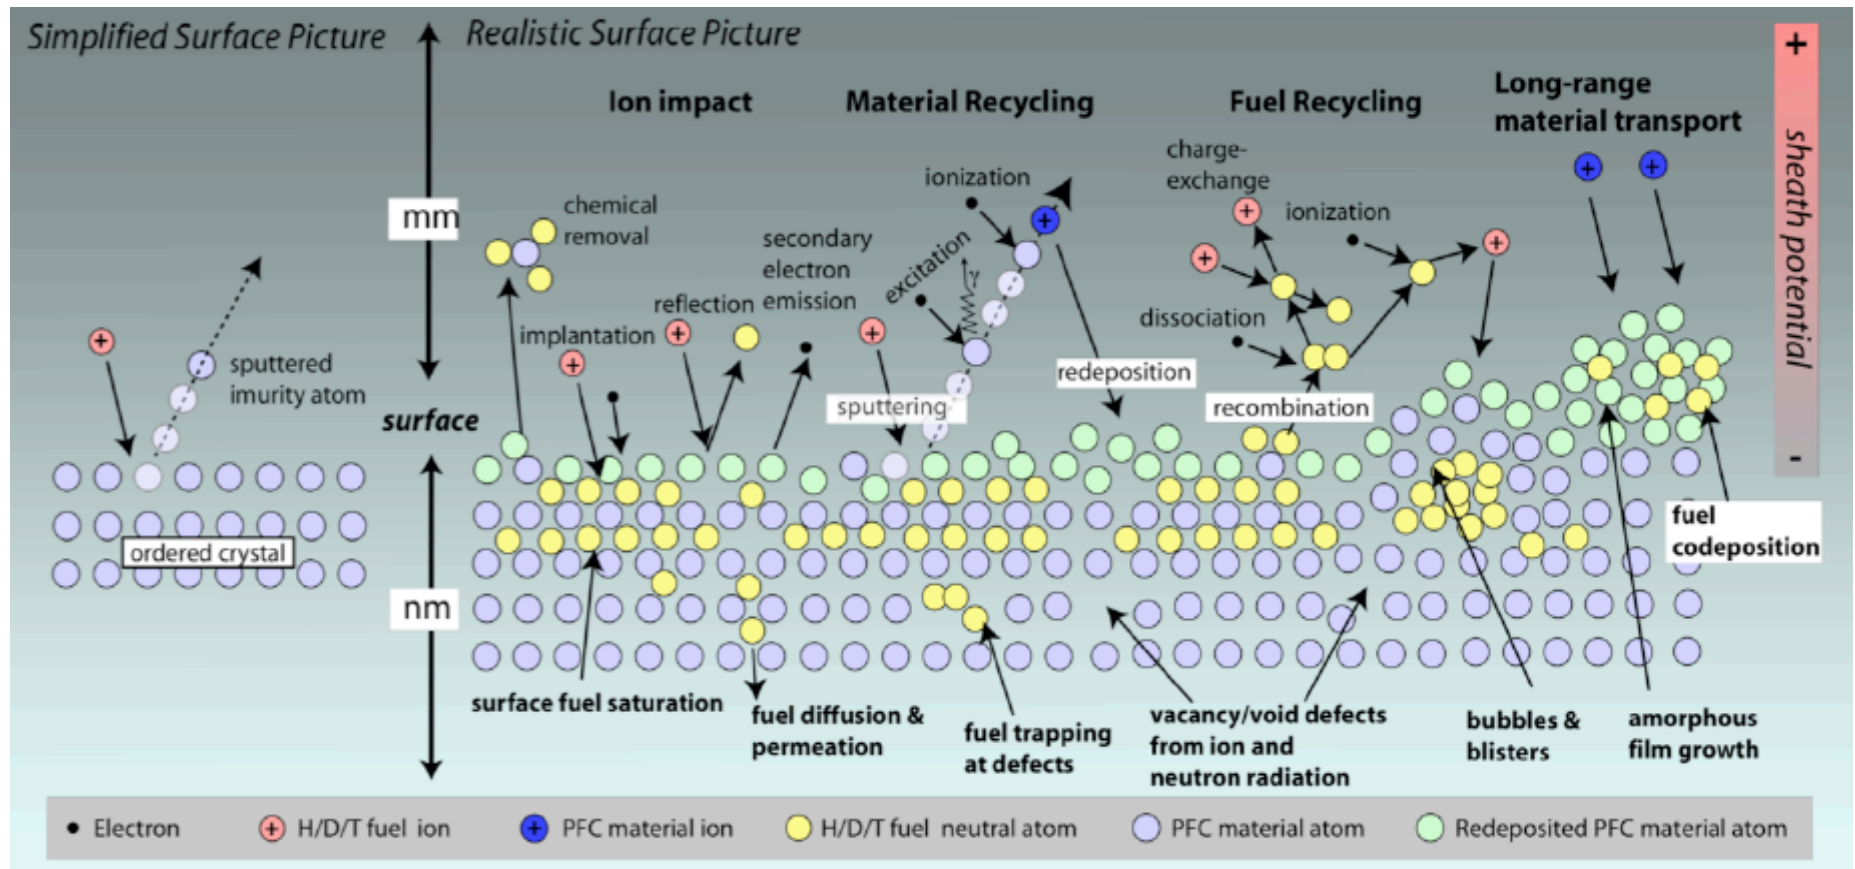 Simplified Surface Picture
Realistic Surface Picture
Ion impact
Material Recycling
Fuel Recycling
Long-range
material transport
+
sheath potential
-
mm
surface
nm
sputtered
imurity atom
ordered crystal
chemical
removal
implantation
reflection
secondary
electron
emission
ionization
excitation
γ
sputtering
redeposition
charge-
exchange
ionization
dissociation
recombination
fuel
codeposition
surface fuel saturation
fuel diffusion &
permeation
fuel trapping
at defects
vacancy/void defects
from ion and
neutron radiation
bubbles &
blisters
amorphous
film growth
Electron
+ H/D/T fuel ion
+ PFC material ion
H/D/T fuel neutral atom
PFC material atom
Redeposited PFC material atom